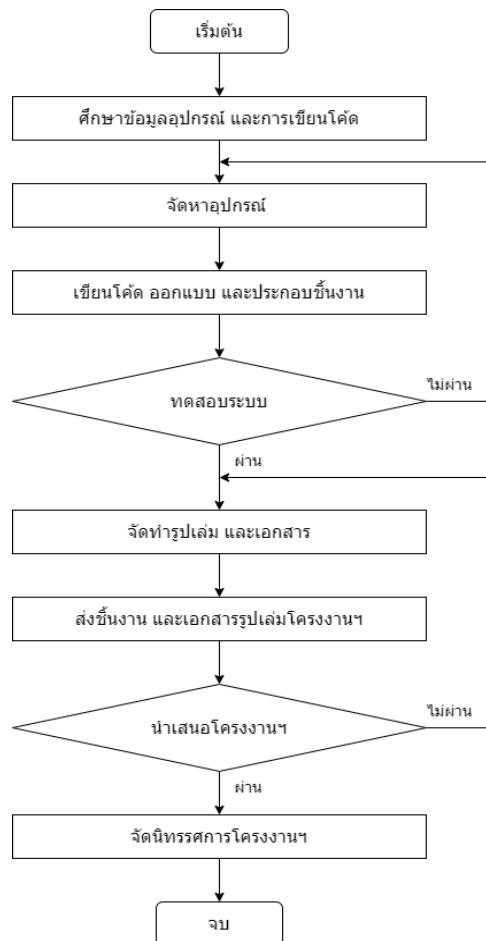 เริ่มต้น
ศึกษาข้อมูลอุปกรณ์ และการเขียนโค้ด
จัดหาอุปกรณ์
เขียนโค้ด ออกแบบ และประกอบชิ้นงาน
ทดสอบระบบ
ไม่ผ่าน
ผ่าน
จัดทำรูปเล่ม และเอกสาร
ส่งชิ้นงาน และเอกสารรูปเล่มโครงงานฯ
นำเสนอโครงงานฯ
ไม่ผ่าน
ผ่าน
จัดนิทรรศการโครงงานฯ
จบ